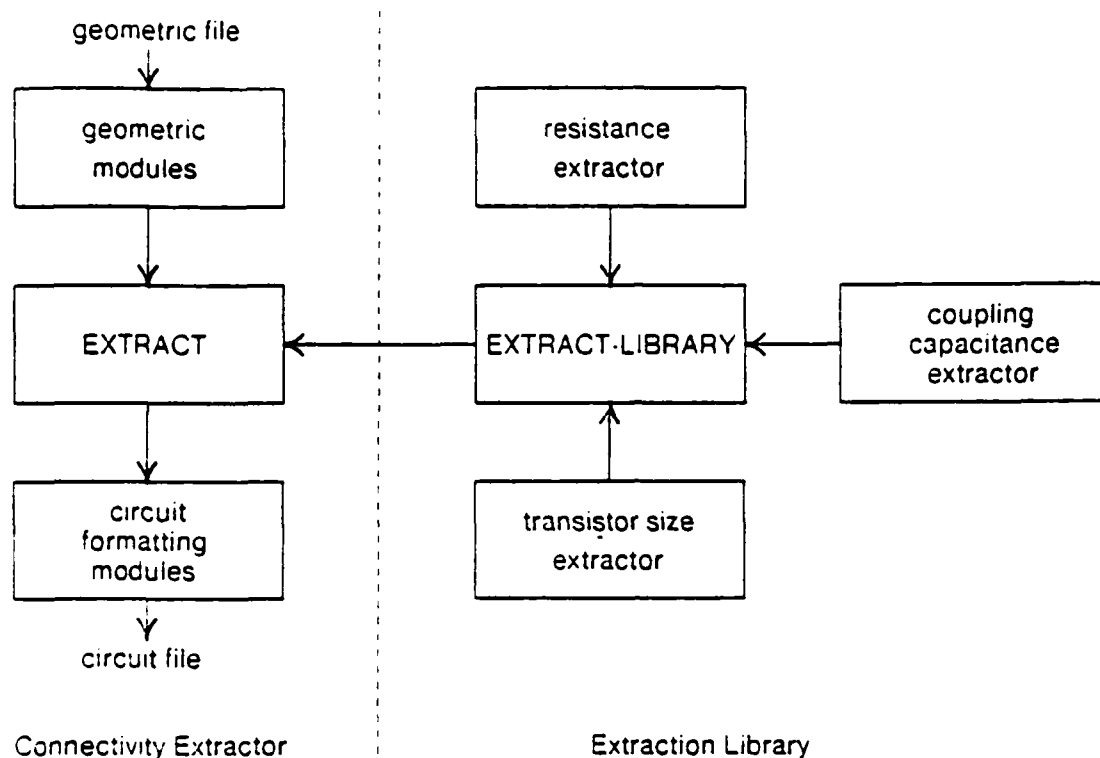 geometric file
geometric
modules
EXTRACT
circuit
formatting
modules
circuit file
Connectivity Extractor
resistance
extractor
EXTRACT-LIBRARY
coupling
capacitance
extractor
transistor size
extractor
Extraction Library